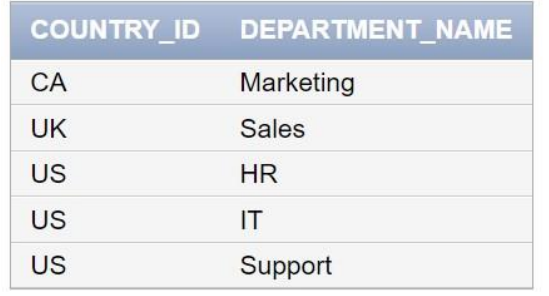 COUNTRY_ID DEPARTMENT_NAME
CA Marketing
UK Sales
US HR
US IT
US Support